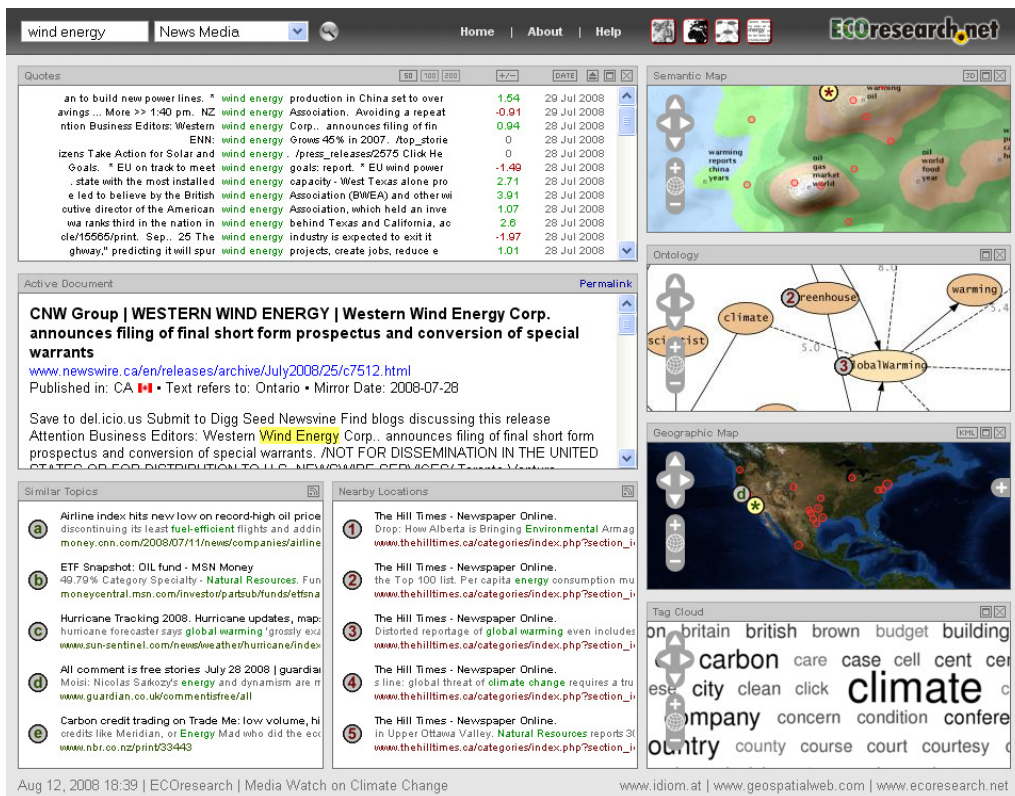 wind energy News Media Home | About | Help ECOresearch.net
Quotes 50 100 200 +/- DATE
an to build new power lines. " wind energy production in China set to over 1.54 29 Jul 2008
avings ... More >> 1:40 pm. NZ wind energy Association. Avoiding a repeat -0.91 29 Jul 2008
ntion Business Editors: Western wind energy Corp.. announces filing of fin 0.94 28 Jul 2008
ENN: wind energy Grows 45% in 2007. /top_storie 0 28 Jul 2008
izens Take Action for Solar and wind energy . /press_releases/2575 Click He 0 28 Jul 2008
Goals. " EU on track to meet wind energy goals: report. " EU wind power -1.49 28 Jul 2008
. state with the most installed wind energy capacity - West Texas alone pro 2.71 28 Jul 2008
e led to believe by the British wind energy Association (BWEA) and other wi 3.91 28 Jul 2008
cutive director of the American wind energy Association, which held an inve 1.07 28 Jul 2008
wa ranks third in the nation in wind energy behind Texas and California, ac 2.6 28 Jul 2008
cle/15565/print. Sep.. 25 The wind energy industry is expected to exit it -1.97 28 Jul 2008
ghway," predicting it will spur wind energy projects, create jobs, reduce e 1.01 28 Jul 2008
Active Document Permalink
CNW Group | WESTERN WIND ENERGY | Western Wind Energy Corp.
announces filing of final short form prospectus and conversion of special
warrants
www.newswire.ca/en/releases/archive/July2008/25/c7512.html
Published in: CA • Text refers to: Ontario • Mirror Date: 2008-07-28
Save to del.icio.us Submit to Digg Seed Newsvine Find blogs discussing this release
Attention Business Editors: Western Wind Energy Corp.. announces filing of final short form
prospectus and conversion of special warrants. /NOT FOR DISSEMINATION IN THE UNITED
STATES OR FOR DISTRIBUTION TO U.S. NEWSWIRE SERVICES/ Toronto Venture
Similar Topics
a Airline index hits new low on record-high oil price
discontinuing its least fuel-efficient flights and addin
money.cnn.com/2008/07/11/news/companies/airline
b ETF Snapshot: OIL fund - MSN Money
49.79% Category Specialty - Natural Resources. Fun
moneycentral.msn.com/investor/partsub/funds/etfsna
c Hurricane Tracking 2008. Hurricane updates, map:
hurricane forecaster says global warming 'grossly exa
www.sun-sentinel.com/news/weather/hurricane/index
d All comment is free stories July 28 2008 | guardia
Moisi: Nicolas Sarkozy's energy and dynamism are m
www.guardian.co.uk/commentisfree/all
e Carbon credit trading on Trade Me: low volume, hi
credits like Meridian, or Energy Mad who did the ecc
www.nbr.co.nz/print/33443
Nearby Locations
1 The Hill Times - Newspaper Online.
Drop: How Alberta is Bringing Environmental Armag
www.thehilltimes.ca/categories/index.php?section_i
2 The Hill Times - Newspaper Online.
the Top 100 list. Per capita energy consumption mu
www.thehilltimes.ca/categories/index.php?section_i
3 The Hill Times - Newspaper Online.
Distorted reportage of global warming even includes
www.thehilltimes.ca/categories/index.php?section_i
4 The Hill Times - Newspaper Online.
s line: global threat of climate change requires a tru
www.thehilltimes.ca/categories/index.php?section_i
5 The Hill Times - Newspaper Online.
in Upper Ottawa Valley. Natural Resources reports 30
www.thehilltimes.ca/categories/index.php?section_i
Semantic Map 3D
warming
oil
warming
reports
china
years
oil
gas
market
world
oil
world
food
year
Ontology
8.0
warming
2 reenhouse
5.4
climate
scientist
5.0
3 lobalWarming
Geographic Map KML
d
*
Tag Cloud
on britain british brown budget building
carbon care case cell cent cer
ese city clean click climate c
ompany concern condition confere
ountry county course court courtesy c
Aug 12, 2008 18:39 | ECOresearch | Media Watch on Climate Change www.idiom.at | www.geospatialweb.com | www.ecoresearch.net